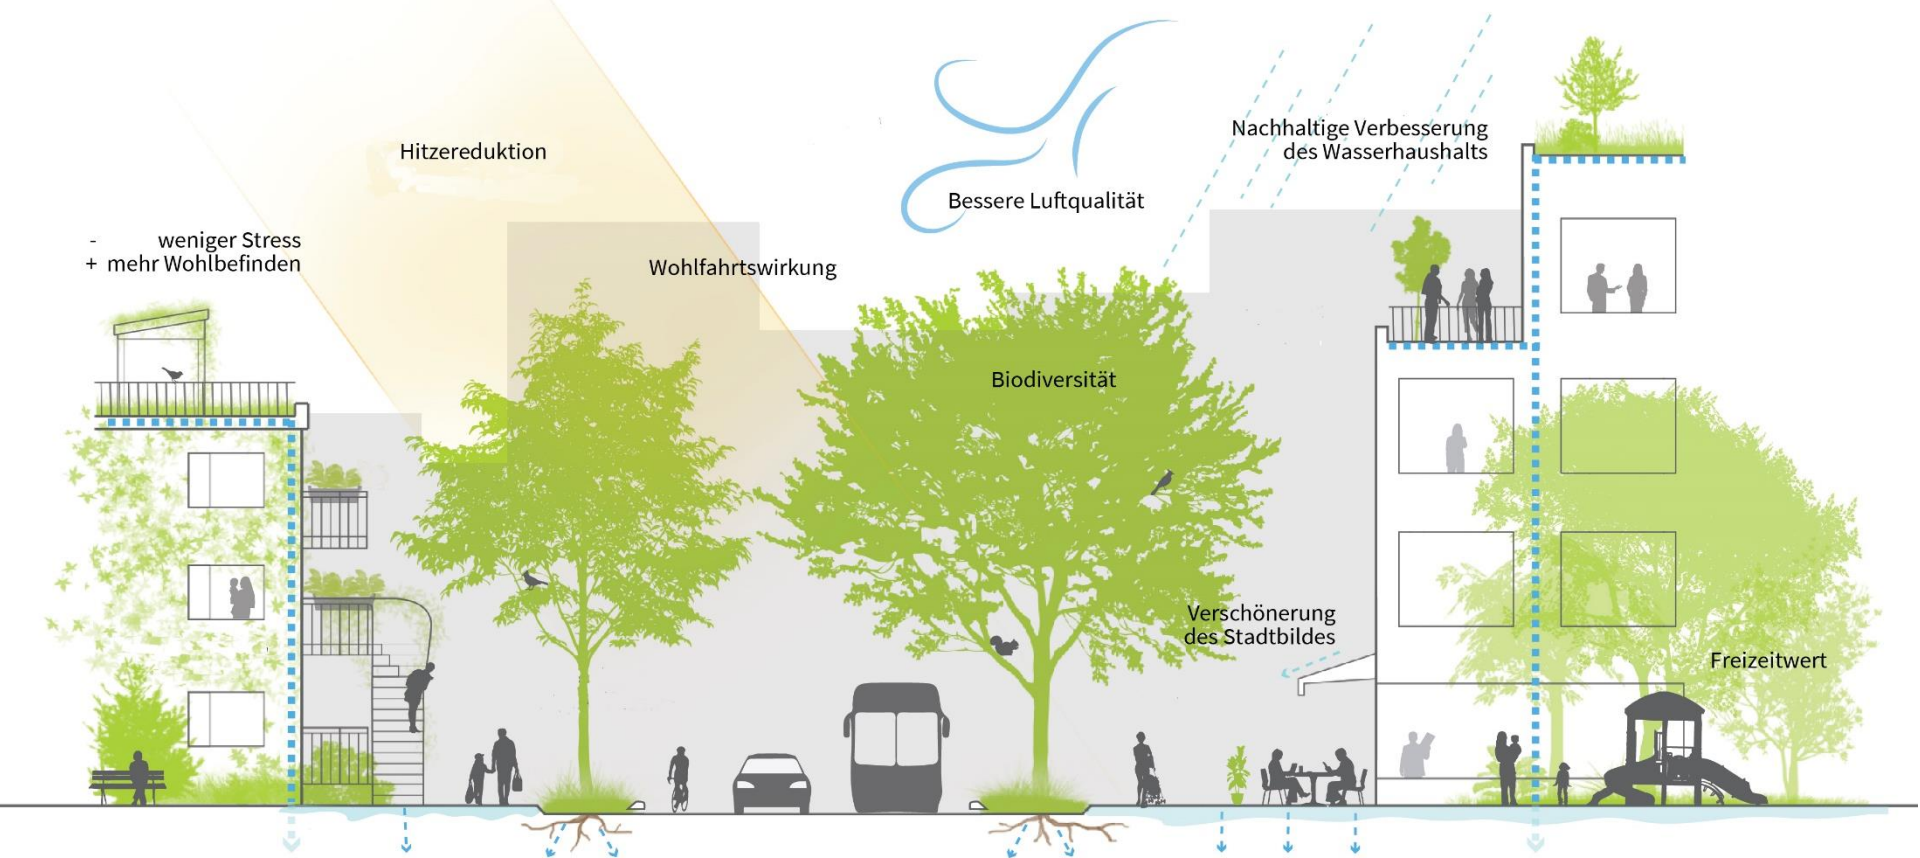 Hitzereduktion
Nachhaltige Verbesserung
des Wasserhaushalts
Bessere Luftqualität
- weniger Stress
+ mehr Wohlbefinden
Wohlfahrtswirkung
Biodiversität
Verschönerung
des Stadtbildes
Freizeitwert